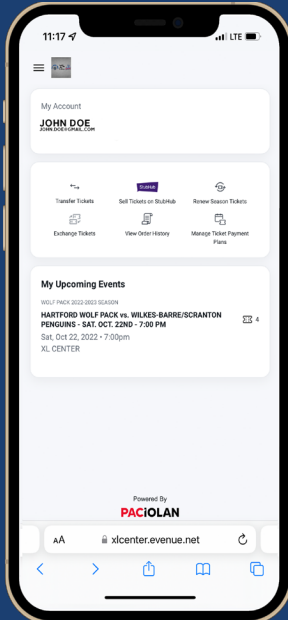 11:17
LTE
My Account
JOHN DOE
JOHN.DOE@GMAIL.COM
Transfer Tickets
StubHub
Sell Tickets on StubHub
Renew Season Tickets
Exchange Tickets
View Order History
Manage Ticket Payment
Plans
My Upcoming Events
WOLF PACK 2022-2023 SEASON
HARTFORD WOLF PACK vs. WILKES-BARRE/SCRANTON
PENGUINS - SAT. OCT. 22ND - 7:00 PM
4
Sat, Oct 22, 2022 • 7:00pm
XL CENTER
Powered By
PACiOLAN
AA
xlcenter.evenue.net